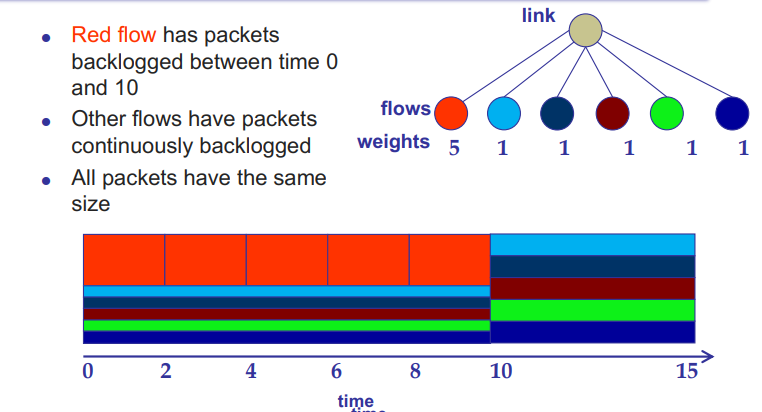 Red flow has packets
backlogged between time 0
and 10
Other flows have packets
continuously backlogged
All packets have the same
size
link
flows
weights 5 1 1 1 1 1
0 2 4 6 8 10 15
time
time